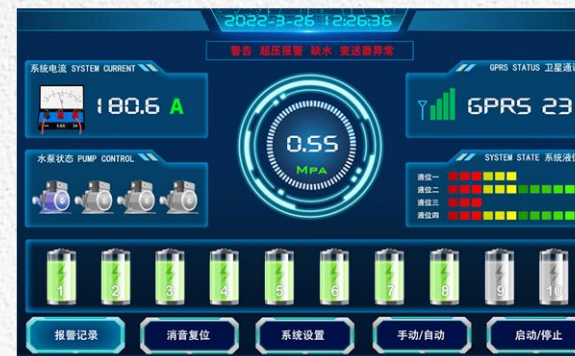 2022-3-26 12:26:36
警告 超压报警 缺水 变送器异常
系统电流 SYSTEM CURRENT
GPRS STATUS 卫星通讯
180.6 A
GPRS 23
0.55
MPA
水泵状态 PUMP CONTROL
SYSTEM STATE 系统液位
液位一
液位二
液位三
液位四
1 2 3 4 5 6 7 8 9 10
报警记录 消音复位 系统设置 手动/自动 启动/停止